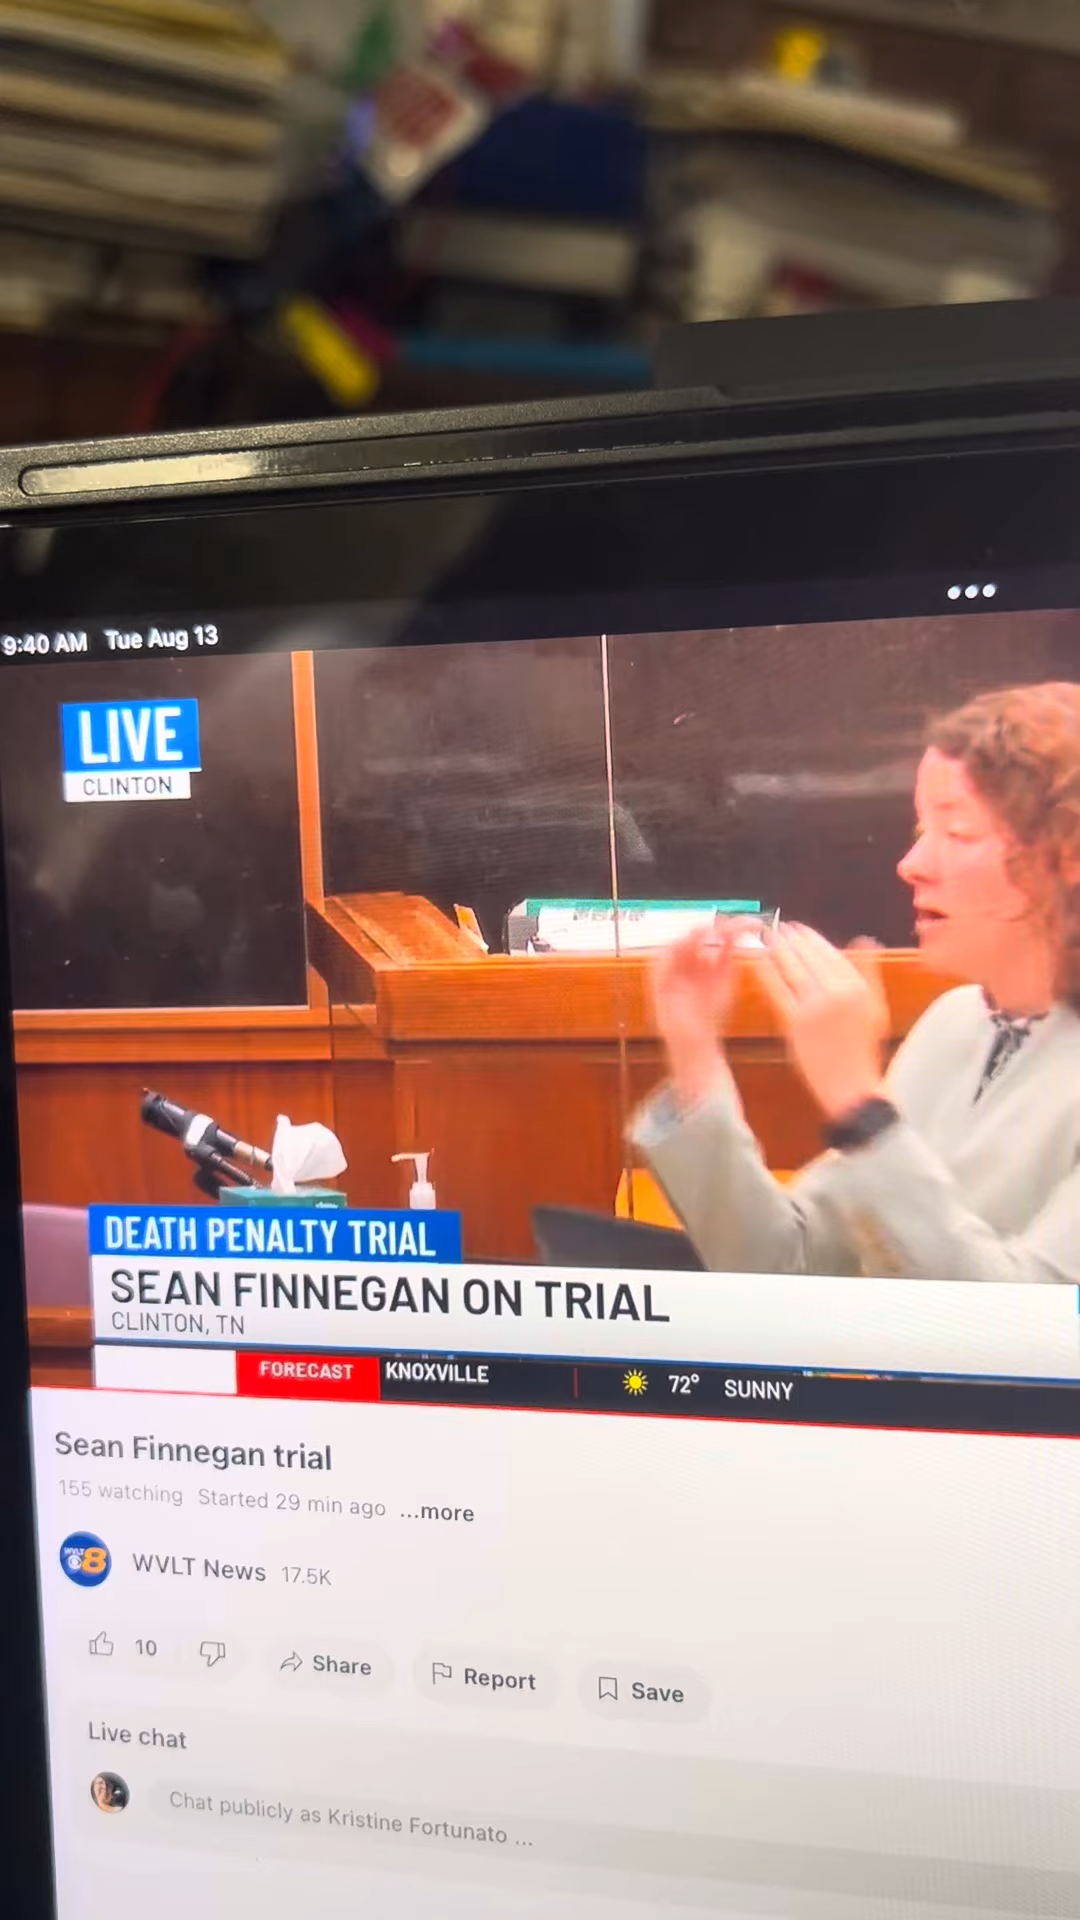 9:40 AM Tue Aug 13
LIVE
CLINTON
DEATH PENALTY TRIAL
SEAN FINNEGAN ON TRIAL
CLINTON, TN
FORECAST KNOXVILLE 72° SUNNY
Sean Finnegan trial
155 watching Started 29 min ago ...more
WVLT 8
WVLT News 17.5K
10 Share Report Save
Live chat
Chat publicly as Kristine Fortunato ...